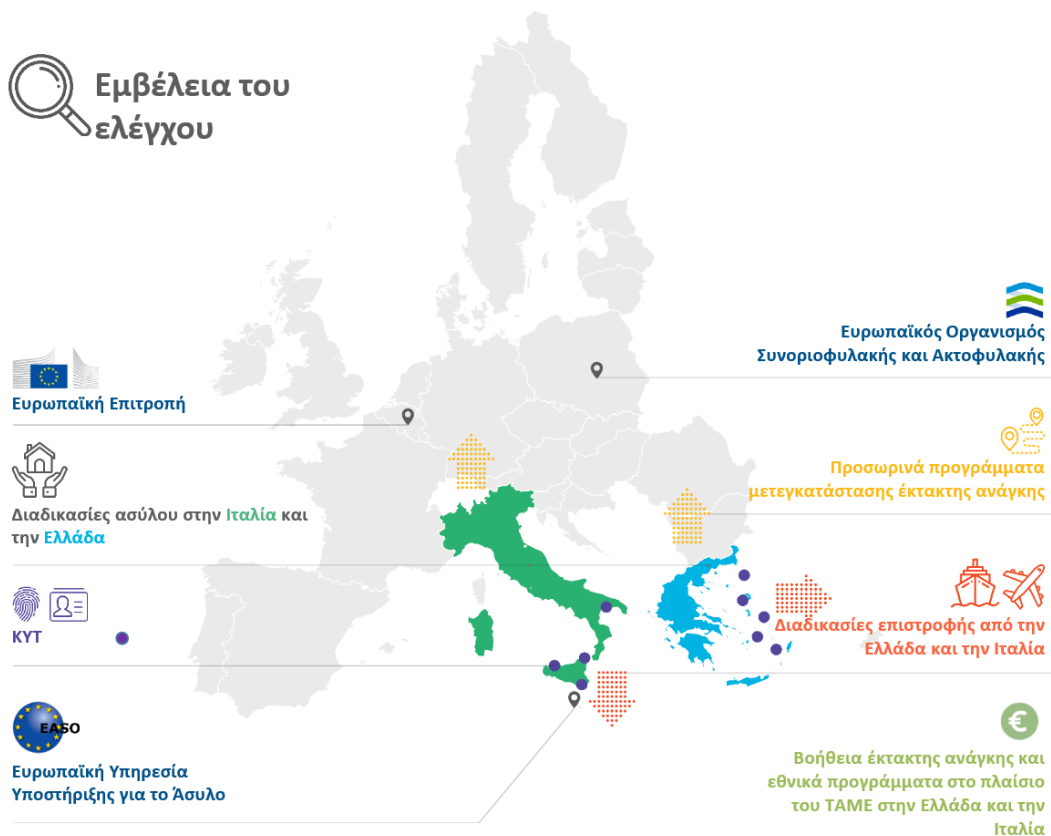 Εμβέλεια του
ελέγχου
Ευρωπαϊκός Οργανισμός
Συνοριοφυλακής και Ακτοφυλακής
Ευρωπαϊκή Επιτροπή
Προσωρινά προγράμματα
μετεγκατάστασης έκτακτης ανάγκης
Διαδικασίες ασύλου στην Ιταλία και
την Ελλάδα
Διαδικασίες επιστροφής από την
Ελλάδα και την Ιταλία
ΚΥΤ
EASO
Ευρωπαϊκή Υπηρεσία
Υποστήριξης για το Άσυλο
€
Βοήθεια έκτακτης ανάγκης και
εθνικά προγράμματα στο πλαίσιο
του ΤΑΜΕ στην Ελλάδα και την
Ιταλία